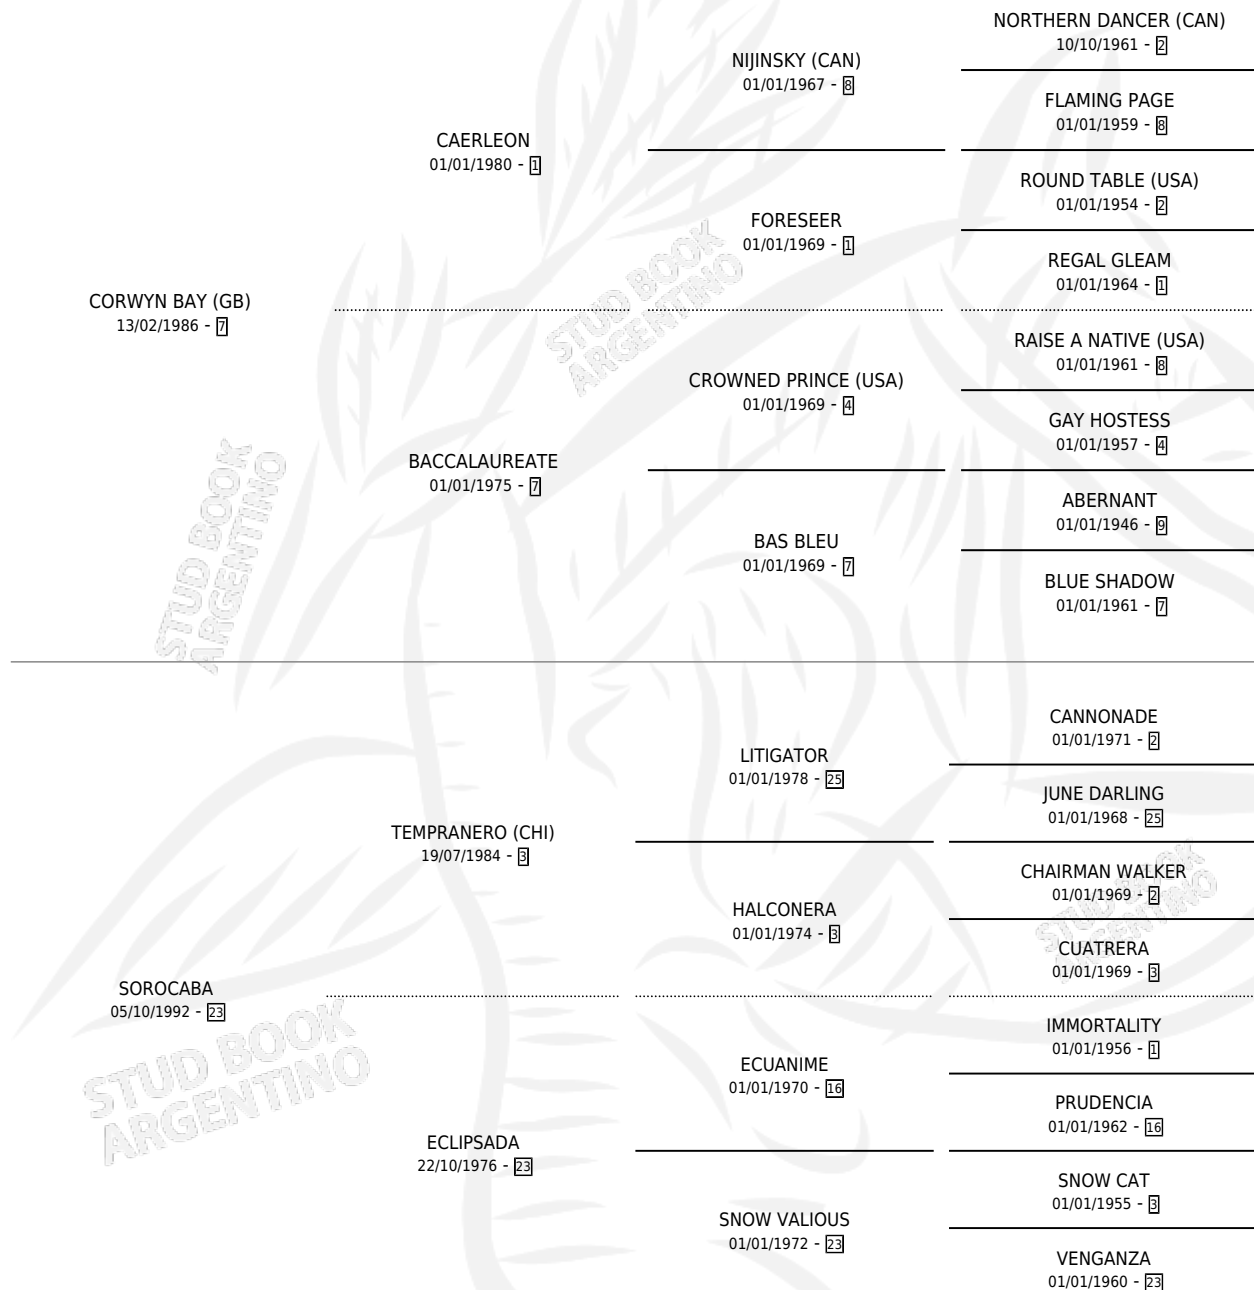 NORTHERN DANCER (CAN)
10/10/1961 - 2
NIJINSKY (CAN)
01/01/1967 - 8
FLAMING PAGE
01/01/1959 - 8
CAERLEON
01/01/1980 - 1
ROUND TABLE (USA)
01/01/1954 - 2
FORESEER
01/01/1969 - 1
REGAL GLEAM
01/01/1964 - 1
CORWYN BAY (GB)
13/02/1986 - 7
STUD BOOK
ARGENTINO
RAISE A NATIVE (USA)
01/01/1961 - 8
CROWNED PRINCE (USA)
01/01/1969 - 4
GAY HOSTESS
01/01/1957 - 4
BACCALAUREATE
01/01/1975 - 7
ABERNANT
01/01/1946 - 9
BAS BLEU
01/01/1969 - 7
BLUE SHADOW
01/01/1961 - 7
STUD BOOK
ARGENTINO
CANNONADE
01/01/1971 - 2
LITIGATOR
01/01/1978 - 25
JUNE DARLING
01/01/1968 - 25
TEMPRANERO (CHI)
19/07/1984 - 3
CHAIRMAN WALKER
01/01/1969 - 2
HALCONERA
01/01/1974 - 3
STUD BOOK
ARGENTINO
CUATRERA
01/01/1969 - 3
SOROCABA
05/10/1992 - 23
IMMORTALITY
01/01/1956 - 1
ECUANIME
01/01/1970 - 16
STUD BOOK
ARGENTINO
PRUDENCIA
01/01/1962 - 16
ECLIPSADA
22/10/1976 - 23
SNOW CAT
01/01/1955 - 3
SNOW VALIOUS
01/01/1972 - 23
VENGANZA
01/01/1960 - 23